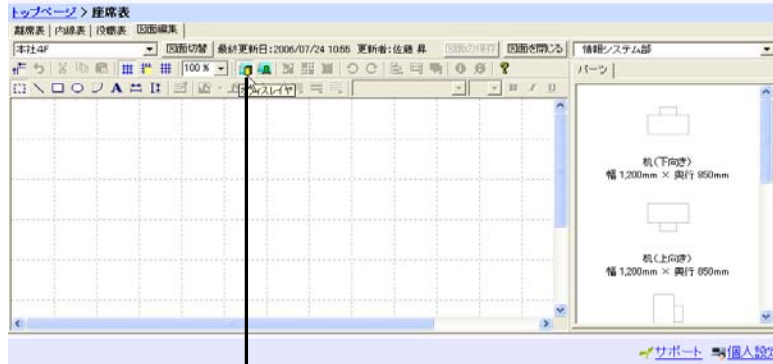 トップページ > 座席表
座席表 | 内線表 | 役職表 | 図面編集 |
本社4F 図面切替 最終更新日:2006/07/24 10:55 更新者:佐藤 昇 図面の保存 図面を閉じる 情報システム部
100 % パーツ |
A オフィスレイヤ B I U
机(下向き)
幅 1,200mm × 奥行 850mm
机(上向き)
幅 1,200mm × 奥行 850mm
サポート 個人設定